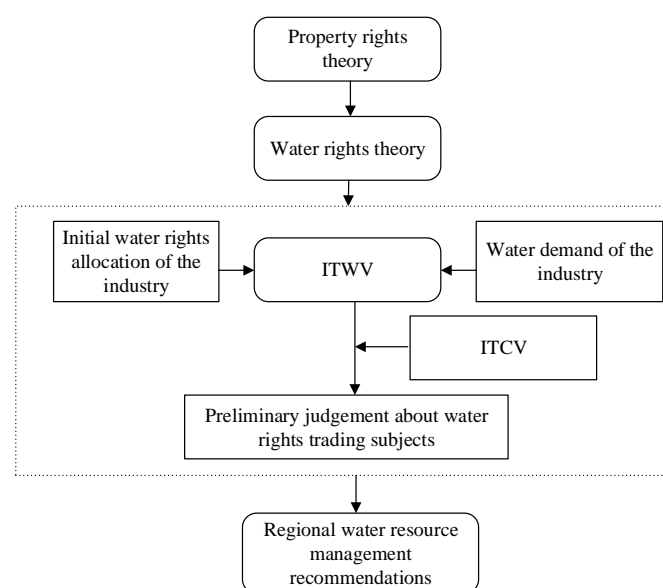 Property rights
theory
Water rights theory
Initial water rights
allocation of the
industry
ITWV
Water demand of the
industry
ITCV
Preliminary judgement about water
rights trading subjects
Regional water resource
management
recommendations